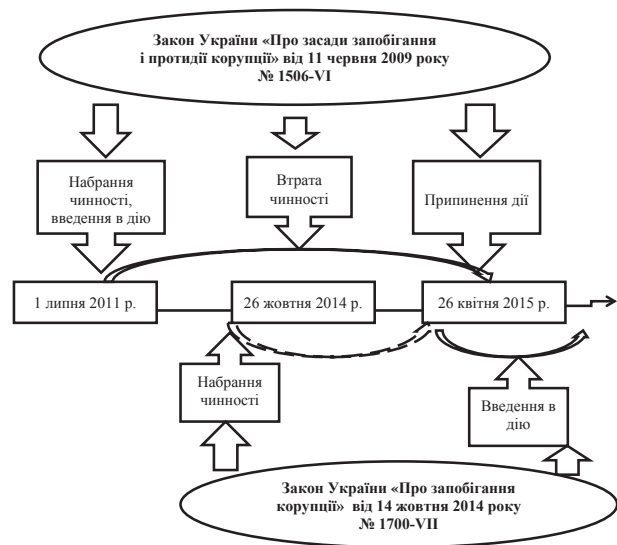 Закон України «Про засади запобігання
і протидії корупції» від 11 червня 2009 року
№ 1506-VI
Набрання
чинності,
введення в дію
Втрата
чинності
Припинення дії
1 липня 2011 р.
26 жовтня 2014 р.
26 квітня 2015 р.
Набрання
чинності
Введення в
дію
Закон України «Про запобігання
корупції» від 14 жовтня 2014 року
№ 1700-VII